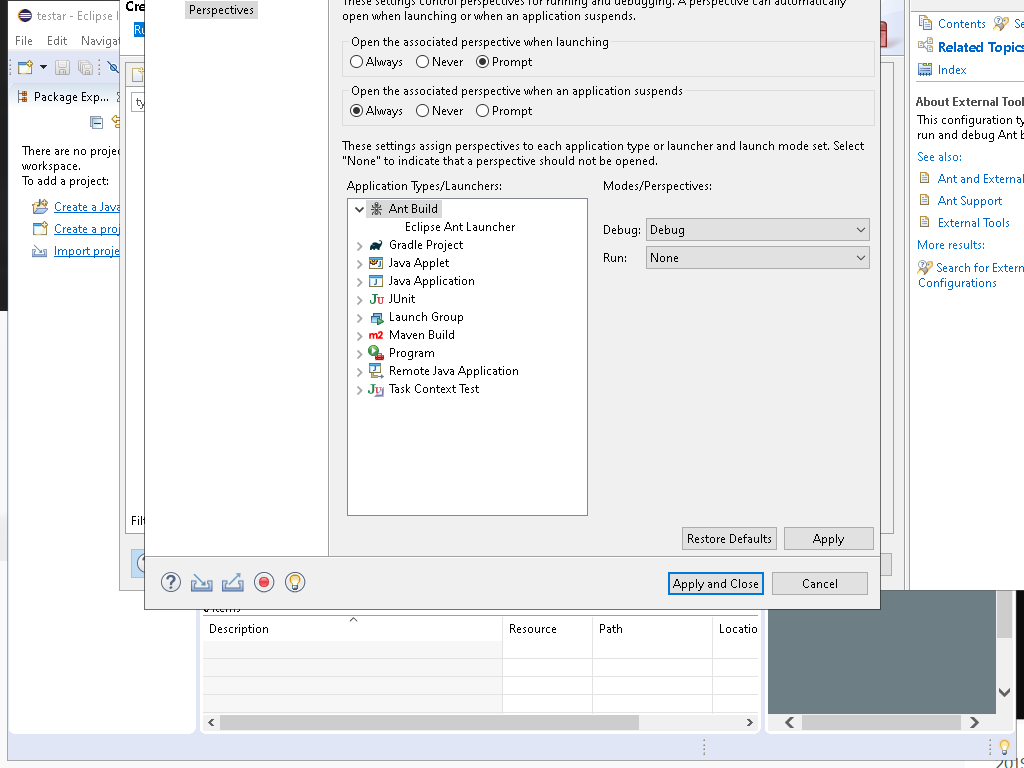 testar - Eclipse I
File Edit Navigat
Package Exp...
There are no proje
workspace.
To add a project:
Create a Java
Create a proj
Import proje
Cre
Ru
ty
Filt
Perspectives
These settings control perspectives for running and debugging. A perspective can automatically
open when launching or when an application suspends.
Open the associated perspective when launching
Always Never Prompt
Open the associated perspective when an application suspends
Always Never Prompt
These settings assign perspectives to each application type or launcher and launch mode set. Select
"None" to indicate that a perspective should not be opened.
Application Types/Launchers:
Ant Build
Eclipse Ant Launcher
Gradle Project
Java Applet
Java Application
JUnit
Launch Group
Maven Build
Program
Remote Java Application
Task Context Test
Modes/Perspectives:
Debug: Debug
Run: None
Restore Defaults Apply
Apply and Close Cancel
Description Resource Path Locatio
Contents Se
Related Topics
Index
About External Tool
This configuration ty
run and debug Ant b
See also:
Ant and External
Ant Support
External Tools
More results:
Search for Extern
Configurations
2019